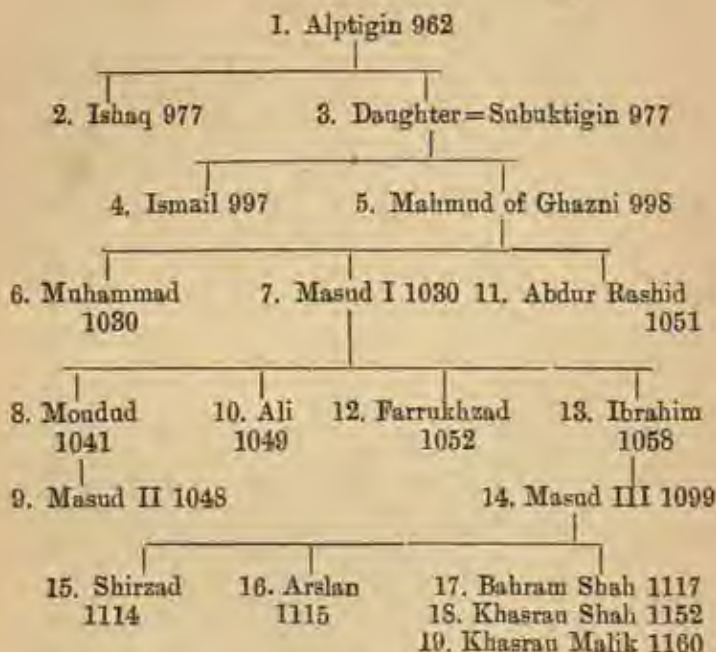 1. Alptigin 962
2. Ishaq 977 3. Daughter=Subuktigin 977
4. Ismail 997 5. Mahmud of Ghazni 998
6. Muhammad 7. Masud I 1030 11. Abdur Rashid
1030 1051
8. Moudud 10. Ali 12. Farrukhzad 13. Ibrahim
1041 1049 1052 1058
9. Masud II 1048 14. Masud III 1099
15. Shirzad 16. Arslan 17. Bahram Shah 1117
1114 1115 18. Khasrau Shah 1152
19. Khasrau Malik 1160